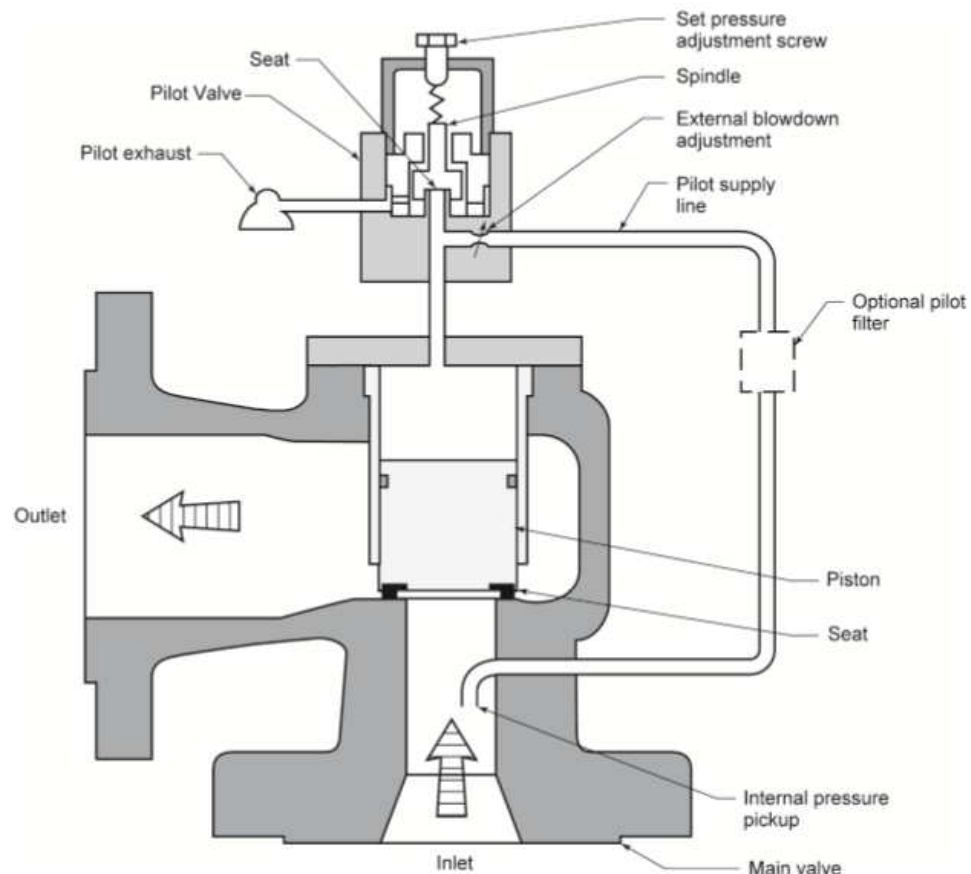 Set pressure
adjustment screw
Seat
Spindle
Pilot Valve
External blowdown
adjustment
Pilot exhaust
Pilot supply
line
Optional pilot
filter
Outlet
Piston
Seat
Internal pressure
pickup
Inlet
Main valve